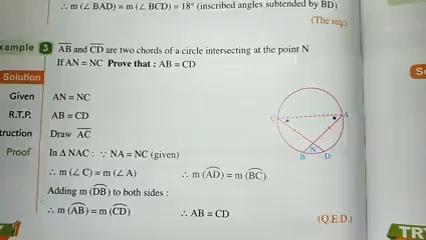 ∴ m (∠ BAD) = m (∠ BCD) = 18° (inscribed angles subtended by BD)
(The req.)
xample 3 AB and CD are two chords of a circle intersecting at the point N
If AN = NC Prove that : AB = CD
Solution
So
Given AN = NC
R.T.P. AB = CD
truction Draw AC
Proof In Δ NAC : ∵ NA = NC (given)
∴ m (∠ C) = m (∠ A) ∴ m (AD) = m (BC)
Adding m (DB) to both sides :
∴ m (AB) = m (CD) ∴ AB = CD (Q.E.D.)
C A
N
B D
1
TRY